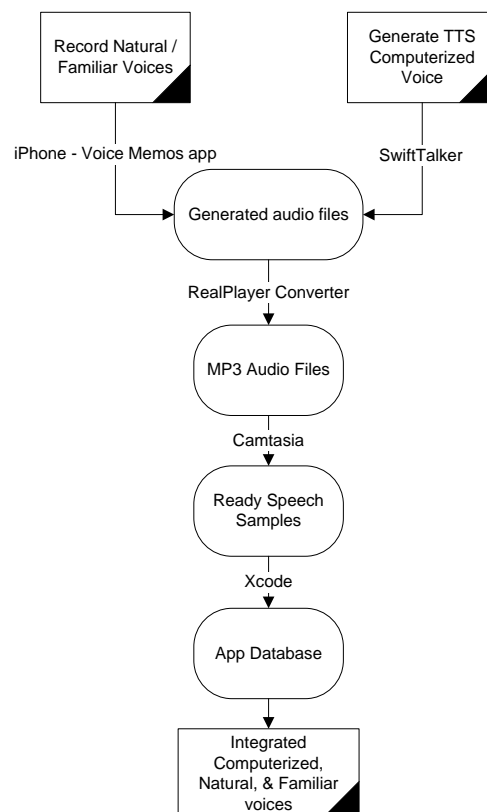 Record Natural /
Familiar Voices
Generate TTS
Computerized
Voice
iPhone - Voice Memos app
SwiftTalker
Generated audio files
RealPlayer Converter
MP3 Audio Files
Camtasia
Ready Speech
Samples
Xcode
App Database
Integrated
Computerized,
Natural, & Familiar
voices